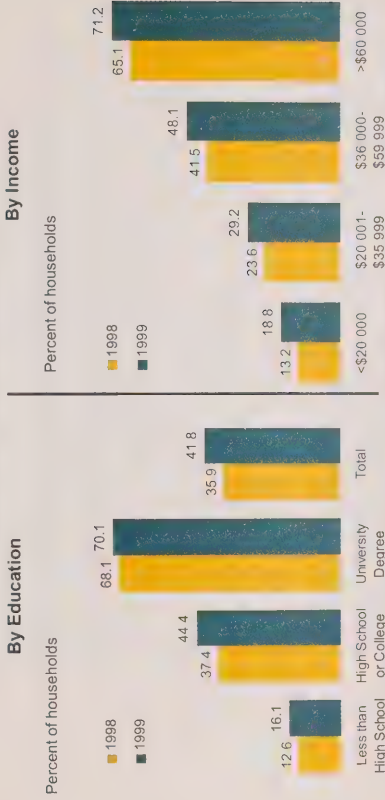 By Education
Percent of households
1998
1999
12 6
16.1
37 4
44 4
68.1
70.1
35.9
41 8
Less than
High School
High School
or College
University
Degree
Total
By Income
Percent of households
1998
1999
13 2
18 8
23 6
29.2
41 5
48.1
65.1
71.2
<$20 000
$20 001-
$35 999
$36 000-
$59 999
>$60 000